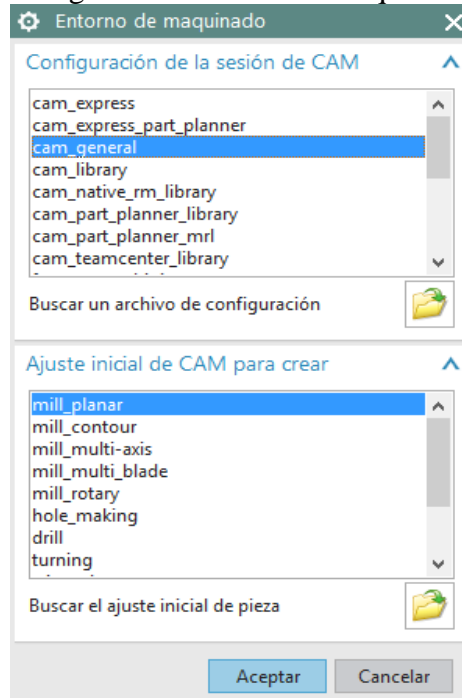 Entorno de maquinado
Configuración de la sesión de CAM
cam_express
cam_express_part_planner
cam_general
cam_library
cam_native_rm_library
cam_part_planner_library
cam_part_planner_mrl
cam_teamcenter_library
Buscar un archivo de configuración
Ajuste inicial de CAM para crear
mill_planar
mill_contour
mill_multi-axis
mill_multi_blade
mill_rotary
hole_making
drill
turning
Buscar el ajuste inicial de pieza
Aceptar Cancelar